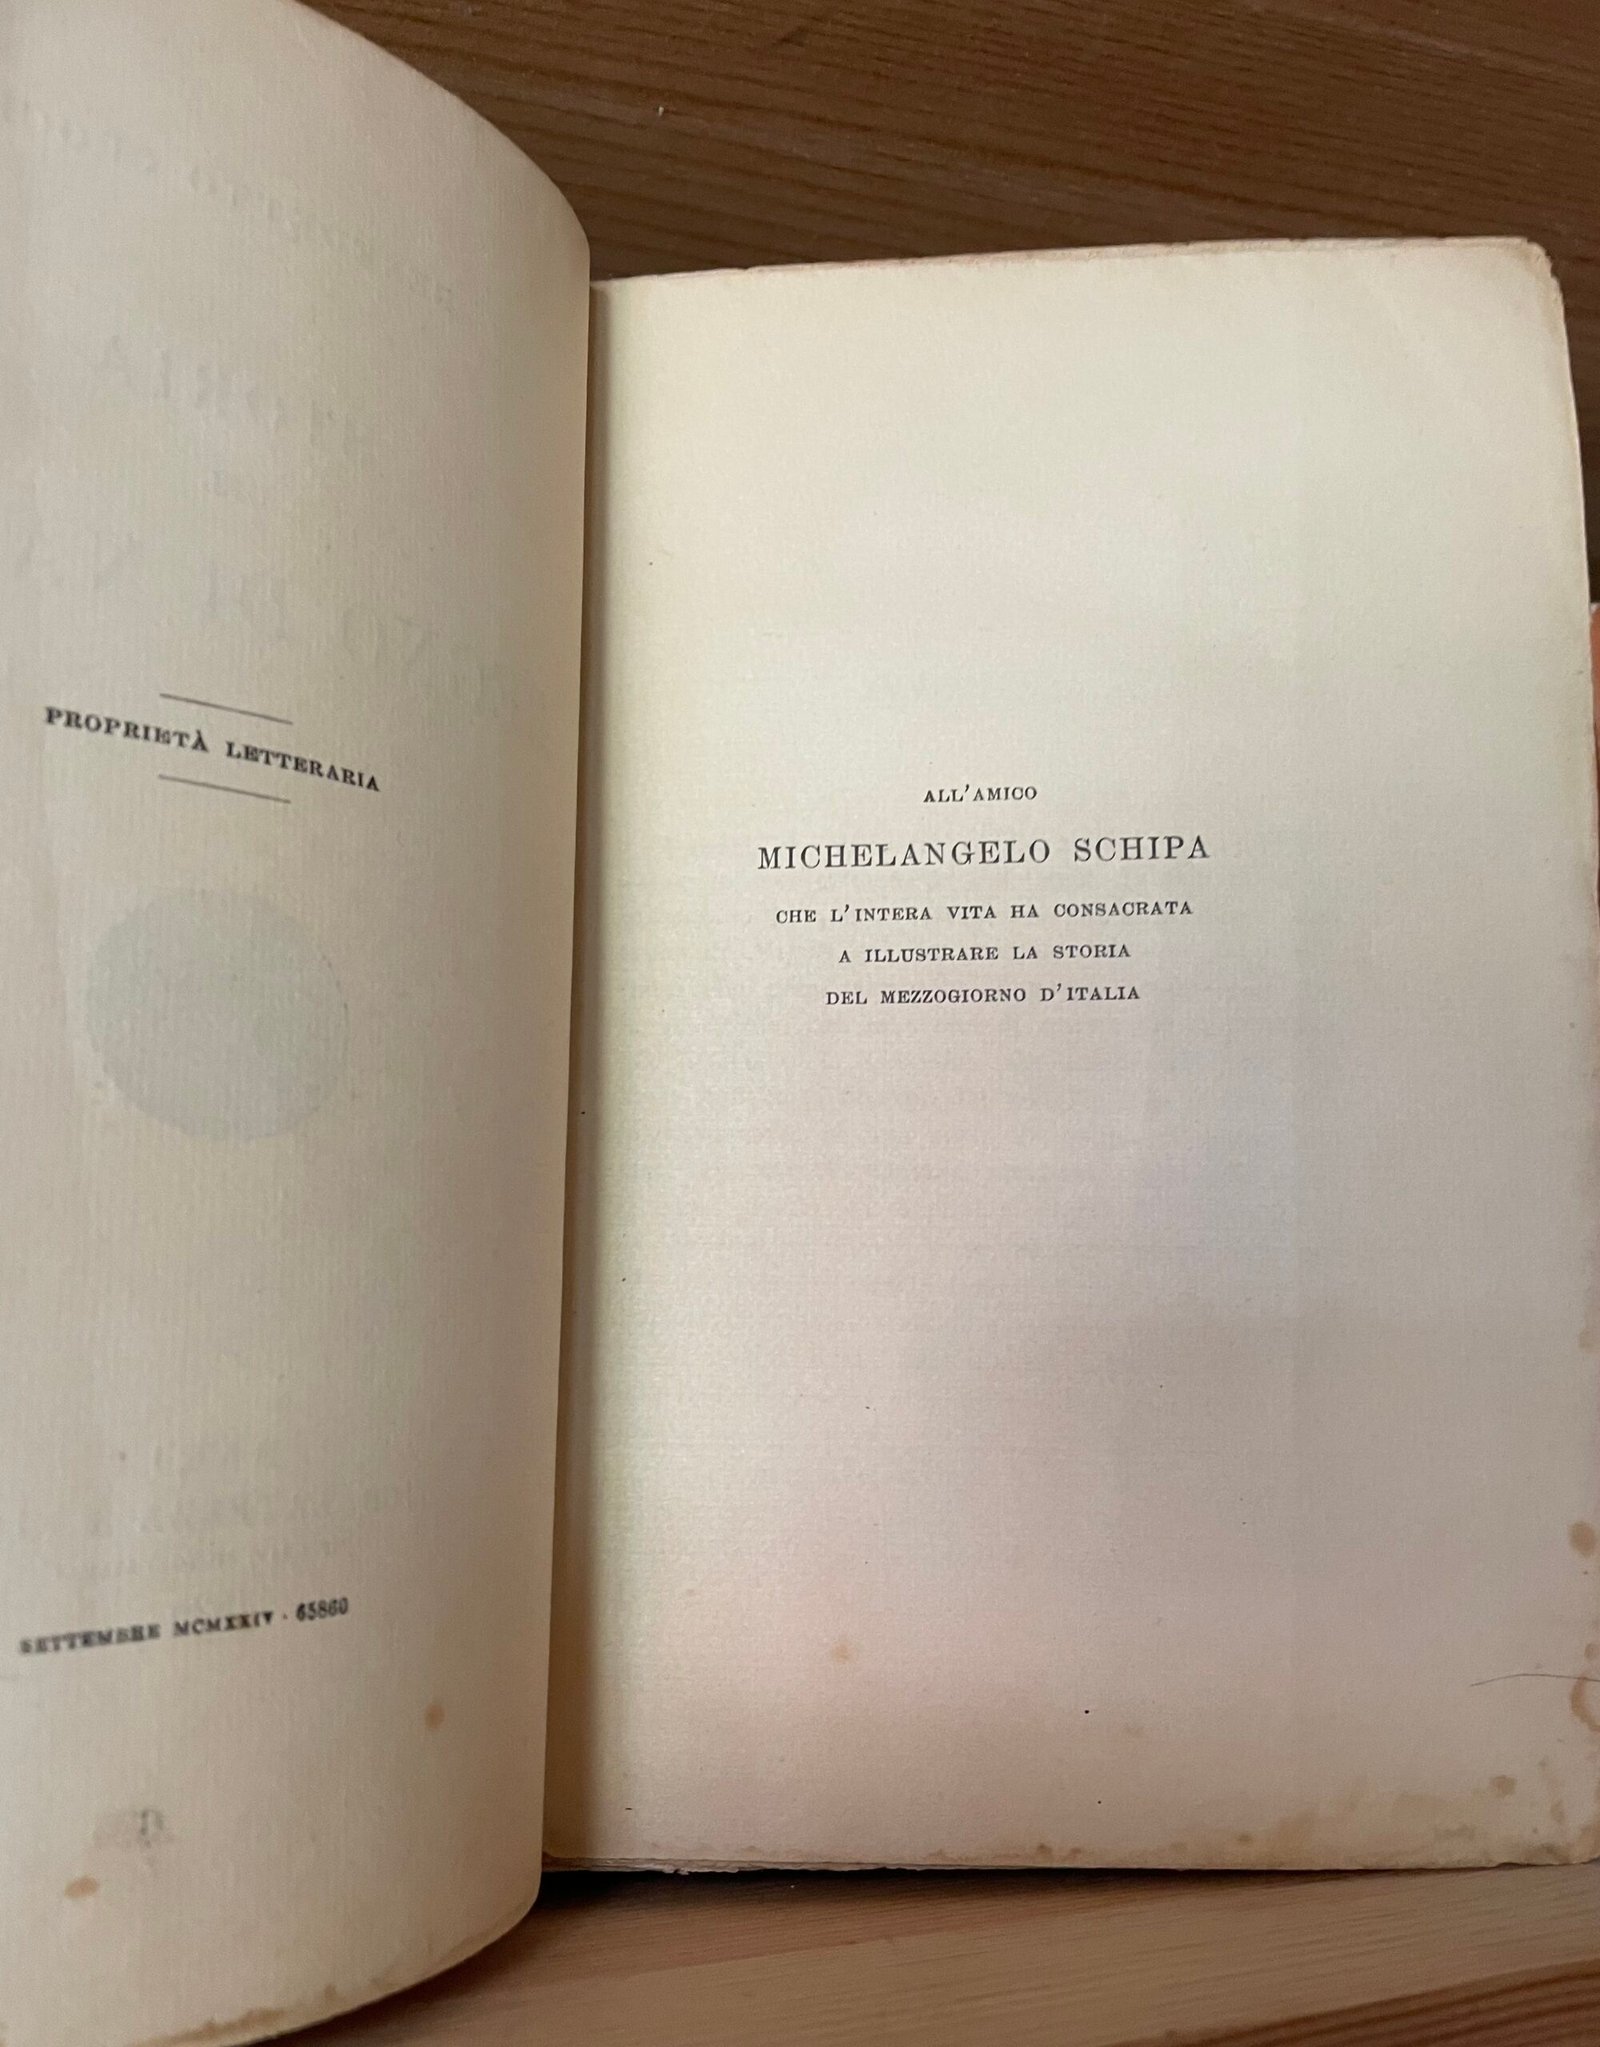 PROPRIETÀ LETTERARIA
SETTEMBRE MCMXXIV · 65860
ALL'AMICO
MICHELANGELO SCHIPA
CHE L'INTERA VITA HA CONSACRATA
A ILLUSTRARE LA STORIA
DEL MEZZOGIORNO D'ITALIA